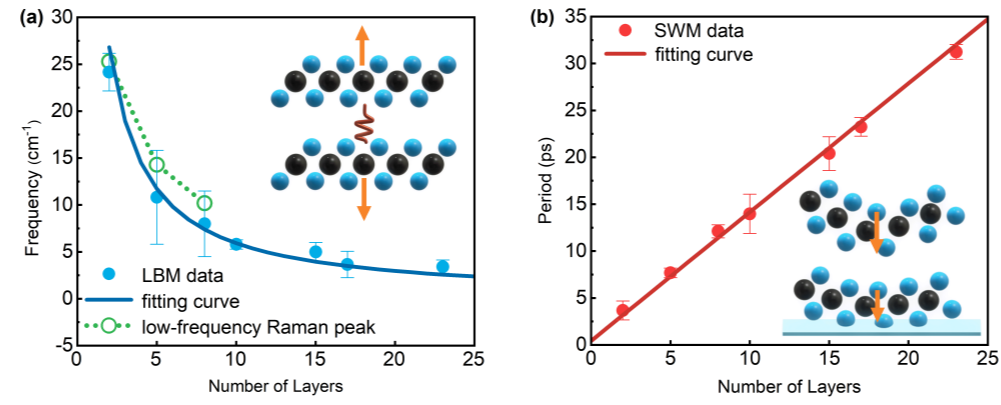 (a)
30
25
20
15
10
5
0
-5
Frequency (cm⁻¹)
LBM data
fitting curve
low-frequency Raman peak
0 5 10 15 20 25
Number of Layers
(b)
35
30
25
20
15
10
5
0
Period (ps)
SWM data
fitting curve
0 5 10 15 20 25
Number of Layers